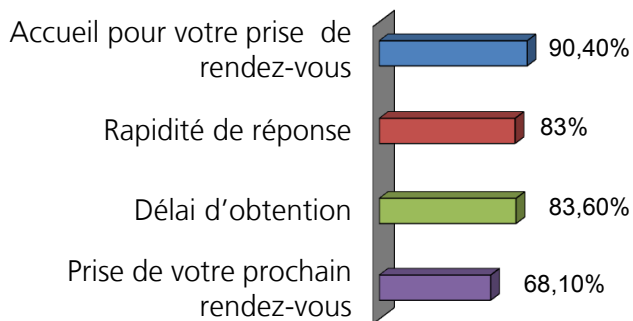 Accueil pour votre prise de
rendez-vous
90,40%
Rapidité de réponse
83%
Délai d’obtention
83,60%
Prise de votre prochain
rendez-vous
68,10%